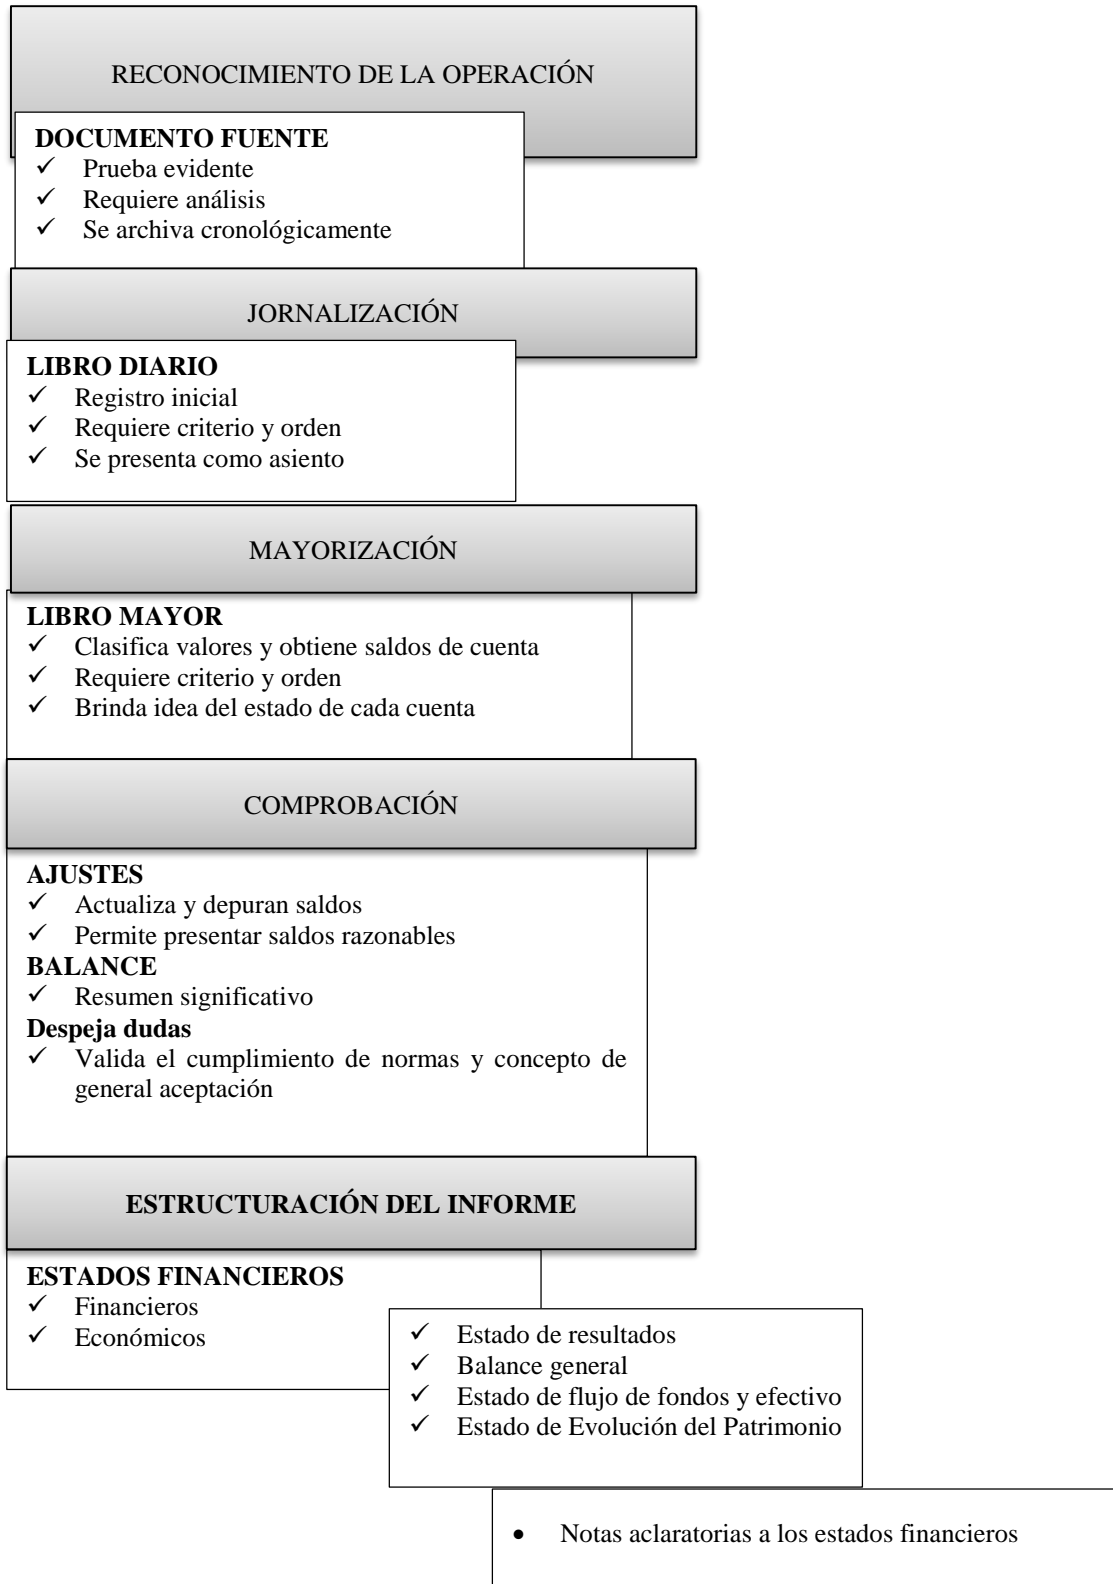 RECONOCIMIENTO DE LA OPERACIÓN
DOCUMENTO FUENTE
✓ Prueba evidente
✓ Requiere análisis
✓ Se archiva cronológicamente
JORNALIZACIÓN
LIBRO DIARIO
✓ Registro inicial
✓ Requiere criterio y orden
✓ Se presenta como asiento
MAYORIZACIÓN
LIBRO MAYOR
✓ Clasifica valores y obtiene saldos de cuenta
✓ Requiere criterio y orden
✓ Brinda idea del estado de cada cuenta
COMPROBACIÓN
AJUSTES
✓ Actualiza y depuran saldos
✓ Permite presentar saldos razonables
BALANCE
✓ Resumen significativo
Despeja dudas
✓ Valida el cumplimiento de normas y concepto de
general aceptación
ESTRUCTURACIÓN DEL INFORME
ESTADOS FINANCIEROS
✓ Financieros
✓ Económicos
✓ Estado de resultados
✓ Balance general
✓ Estado de flujo de fondos y efectivo
✓ Estado de Evolución del Patrimonio
• Notas aclaratorias a los estados financieros